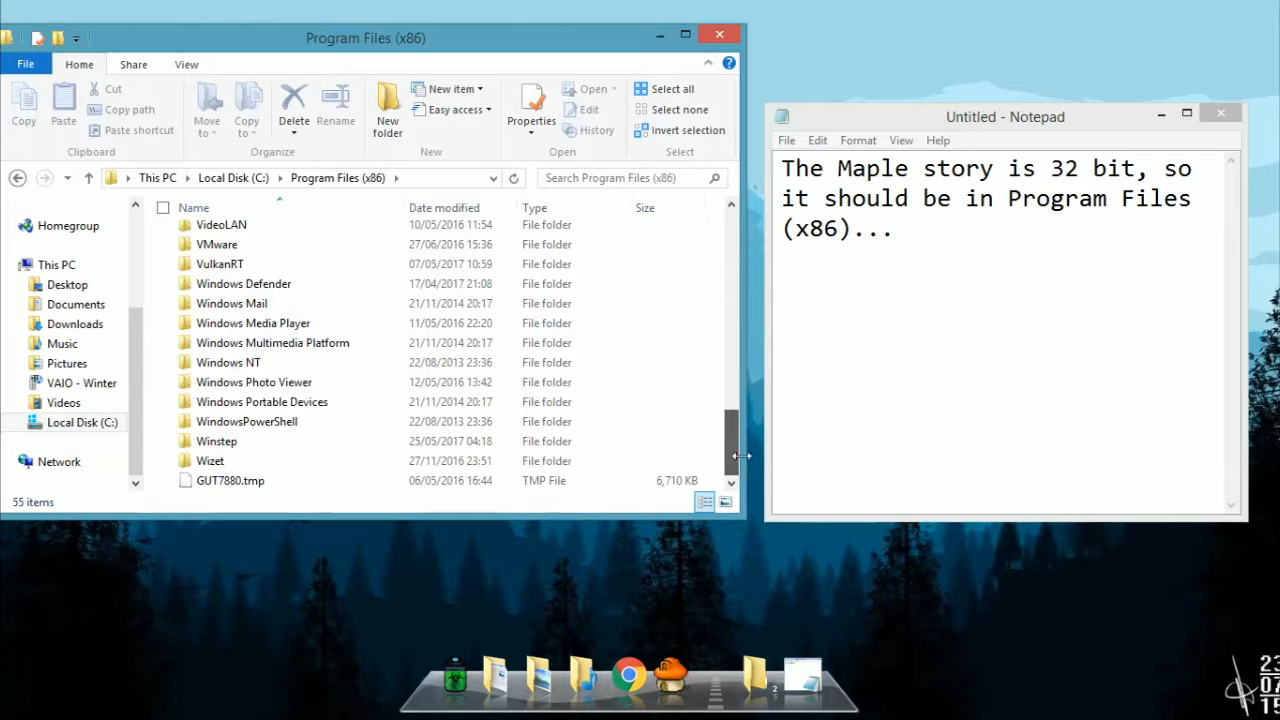 Program Files (x86)
File
Home
Share
View
Copy
Paste
Cut
Copy path
Paste shortcut
Clipboard
Move to
Copy to
Delete
Rename
Organize
New folder
New item
Easy access
New
Properties
Open
Edit
History
Open
Select all
Select none
Invert selection
Select
This PC
Local Disk (C:)
Program Files (x86)
Search Program Files (x86)
Homegroup
This PC
Desktop
Documents
Downloads
Music
Pictures
VAIO - Winter
Videos
Local Disk (C:)
Network
Name Date modified Type Size
VideoLAN 10/05/2016 11:54 File folder
VMware 27/06/2016 15:36 File folder
VulkanRT 07/05/2017 10:59 File folder
Windows Defender 17/04/2017 21:08 File folder
Windows Mail 21/11/2014 20:17 File folder
Windows Media Player 11/05/2016 22:20 File folder
Windows Multimedia Platform 21/11/2014 20:17 File folder
Windows NT 22/08/2013 23:36 File folder
Windows Photo Viewer 12/05/2016 13:42 File folder
Windows Portable Devices 21/11/2014 20:17 File folder
WindowsPowerShell 22/08/2013 23:36 File folder
Winstep 25/05/2017 04:18 File folder
Wizet 27/11/2016 23:51 File folder
GUT7880.tmp 06/05/2016 16:44 TMP File 6,710 KB
55 items
Untitled - Notepad
File Edit Format View Help
The Maple story is 32 bit, so
it should be in Program Files
(x86)...
2
23
07
15